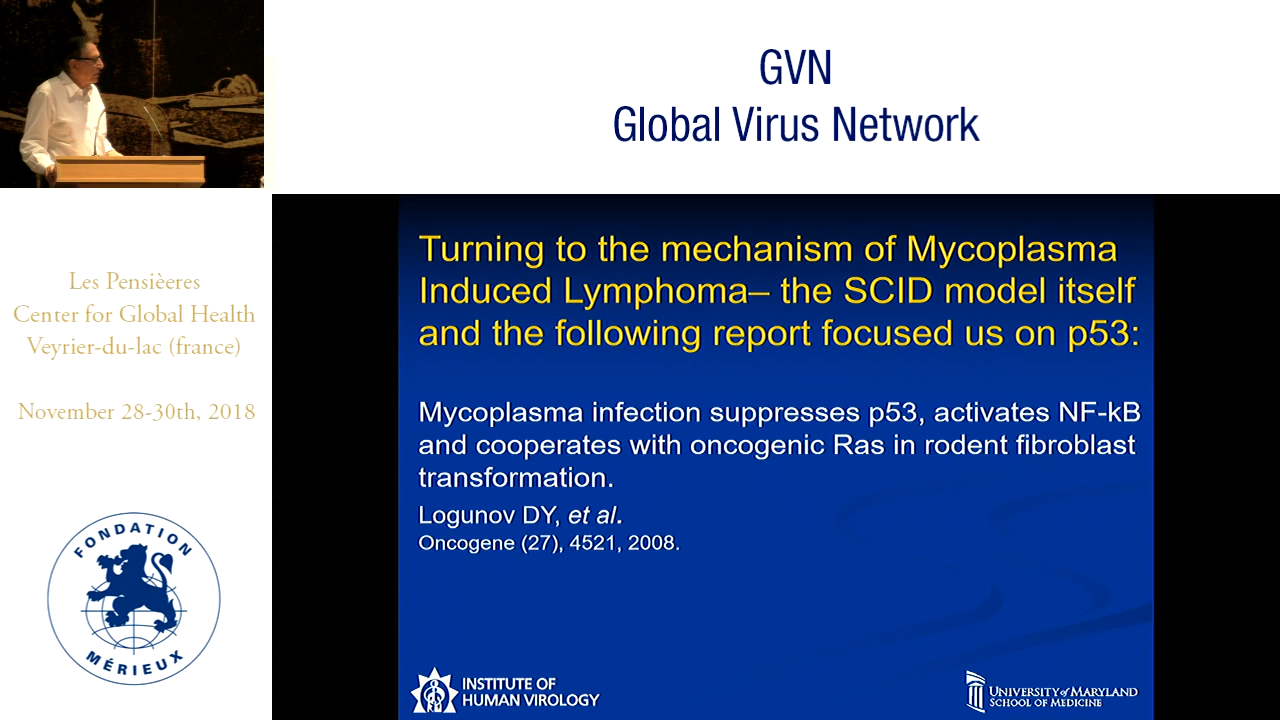 GVN
Global Virus Network
Les Pensièeres
Center for Global Health
Veyrier-du-lac (france)
November 28-30th, 2018
FONDATION
MÉRIEUX
Turning to the mechanism of Mycoplasma
Induced Lymphoma– the SCID model itself
and the following report focused us on p53:
Mycoplasma infection suppresses p53, activates NF-kB
and cooperates with oncogenic Ras in rodent fibroblast
transformation.
Logunov DY, et al.
Oncogene (27), 4521, 2008.
INSTITUTE OF
HUMAN VIROLOGY
UNIVERSITY of MARYLAND
SCHOOL OF MEDICINE